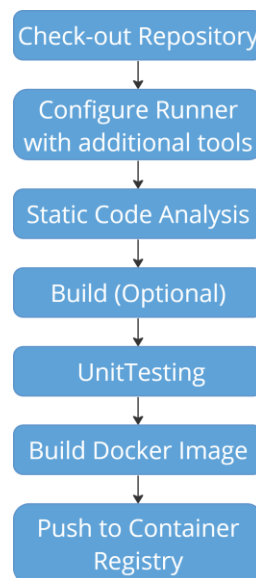 Check-out Repository
Configure Runner
with additional tools
Static Code Analysis
Build (Optional)
UnitTesting
Build Docker Image
Push to Container
Registry